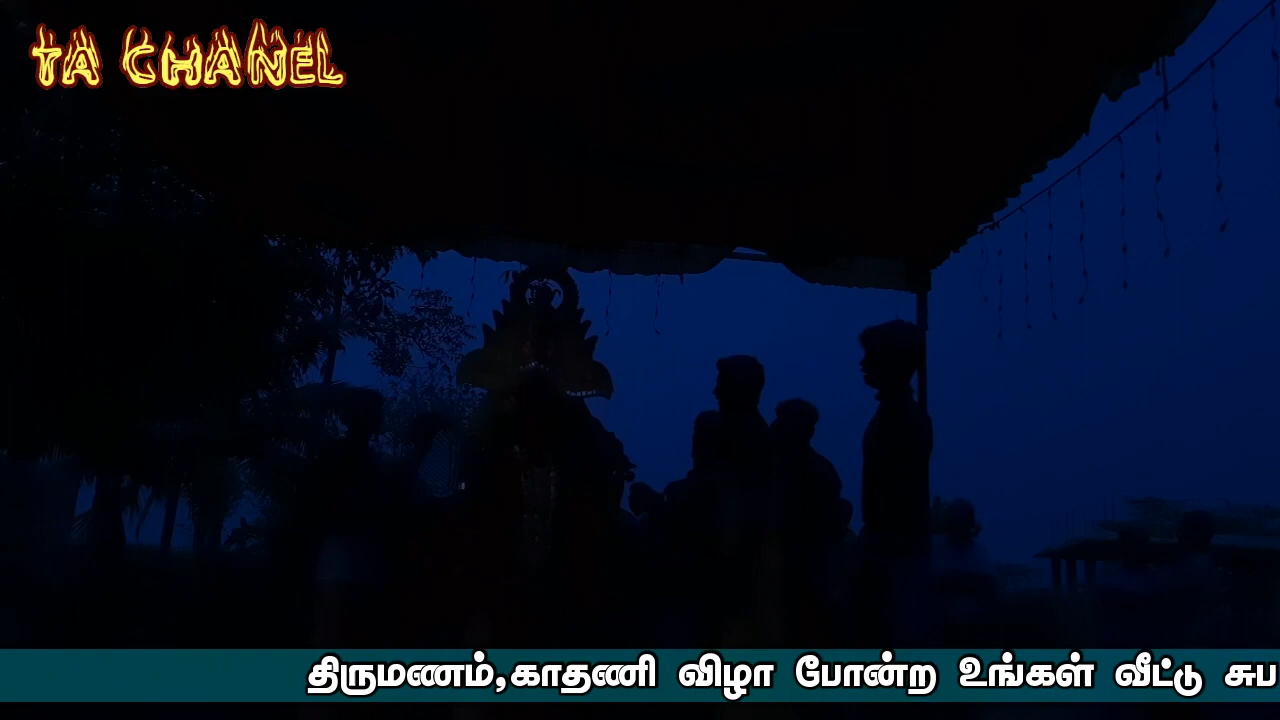 TA CHANEL
திருமணம்,காதணி விழா போன்ற உங்கள் வீட்டு சுப